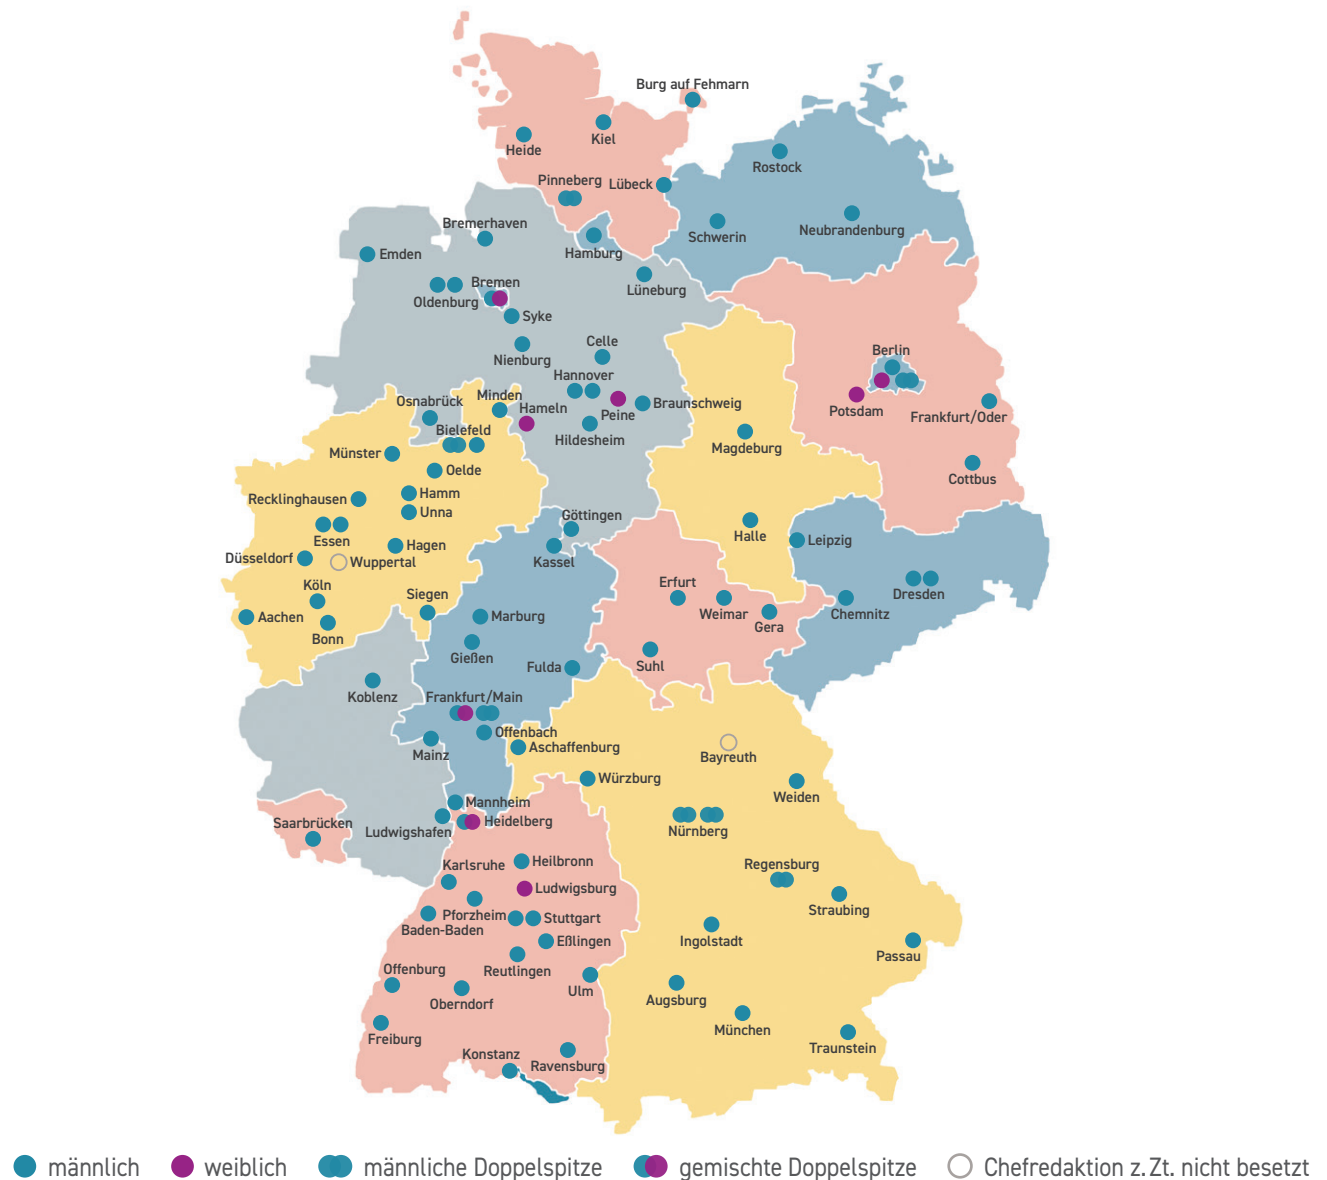 Burg auf Fehmarn
Kiel
Heide
Rostock
Pinneberg
Lübeck
Bremerhaven
Schwerin
Neubrandenburg
Hamburg
Emden
Bremen
Lüneburg
Oldenburg
Syke
Celle
Nienburg
Berlin
Hannover
Minden
Osnabrück
Hameln
Peine
Braunschweig
Potsdam
Frankfurt/Oder
Bielefeld
Hildesheim
Magdeburg
Münster
Oelde
Cottbus
Hamm
Recklinghausen
Unna
Göttingen
Essen
Halle
Leipzig
Hagen
Düsseldorf
Wuppertal
Kassel
Köln
Siegen
Erfurt
Dresden
Aachen
Marburg
Weimar
Gera
Chemnitz
Bonn
Gießen
Fulda
Suhl
Koblenz
Frankfurt/Main
Offenbach
Mainz
Aschaffenburg
Bayreuth
Würzburg
Weiden
Mannheim
Saarbrücken
Ludwigshafen
Heidelberg
Nürnberg
Karlsruhe
Heilbronn
Regensburg
Ludwigsburg
Straubing
Pforzheim
Stuttgart
Baden-Baden
Eßlingen
Ingolstadt
Passau
Offenburg
Reutlingen
Ulm
Oberndorf
Augsburg
München
Freiburg
Traunstein
Konstanz
Ravensburg
männlich
weiblich
männliche Doppelspitze
gemischte Doppelspitze
Chefredaktion z. Zt. nicht besetzt